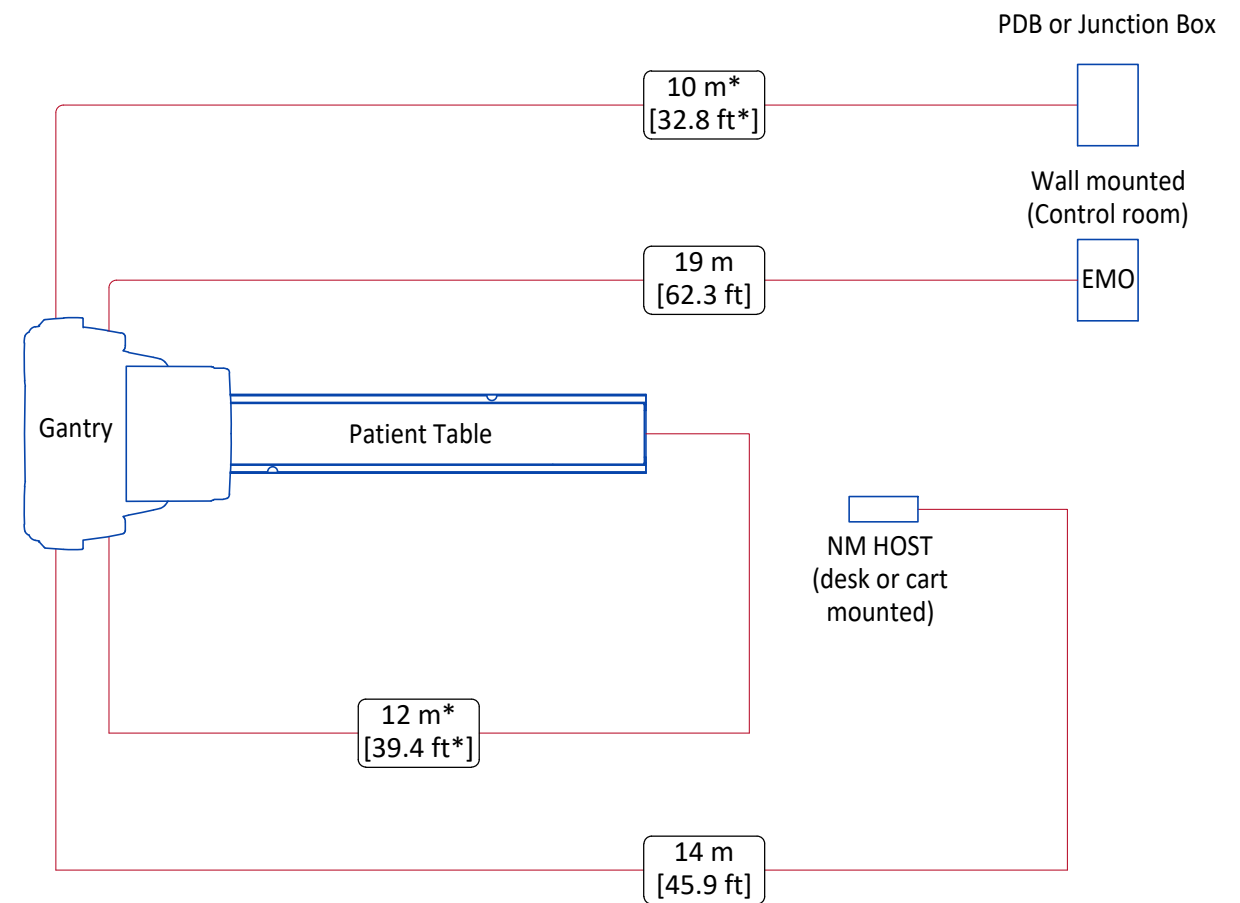 PDB or Junction Box
10 m*
[32.8 ft*]
Wall mounted
(Control room)
19 m
[62.3 ft]
EMO
Gantry
Patient Table
NM HOST
(desk or cart
mounted)
12 m*
[39.4 ft*]
14 m
[45.9 ft]